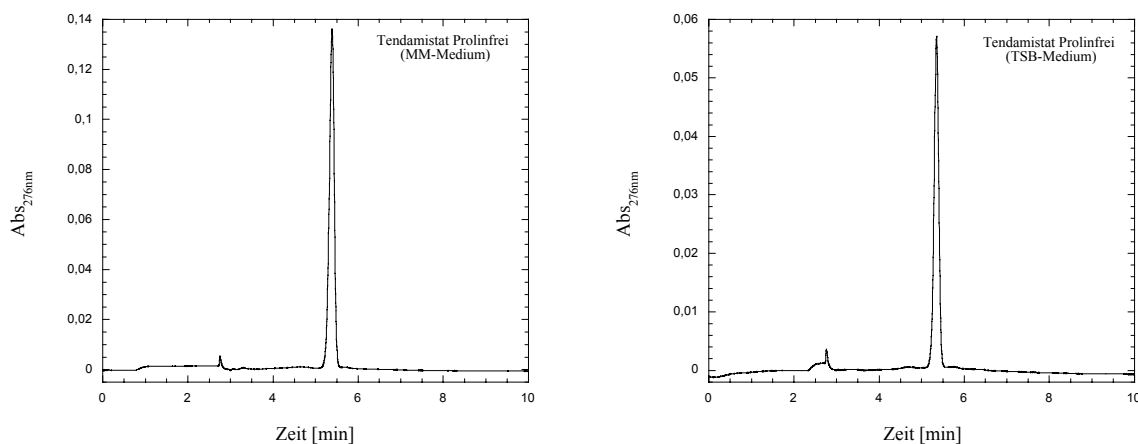 0,14
0,12
0,1
0,08
0,06
0,04
0,02
0
Abs276nm
Tendamistat Prolinfrei
(MM-Medium)
0 2 4 6 8 10
Zeit [min]
0,06
0,05
0,04
0,03
0,02
0,01
0
Abs276nm
Tendamistat Prolinfrei
(TSB-Medium)
0 2 4 6 8 10
Zeit [min]